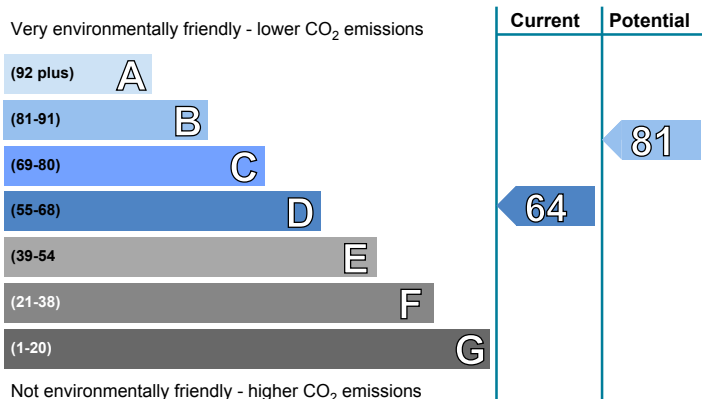 Very environmentally friendly - lower CO₂ emissions
Current
Potential
(92 plus) A
(81-91) B
(69-80) C
(55-68) D
(39-54 E
(21-38) F
(1-20) G
64
81
Not environmentally friendly - higher CO₂ emissions